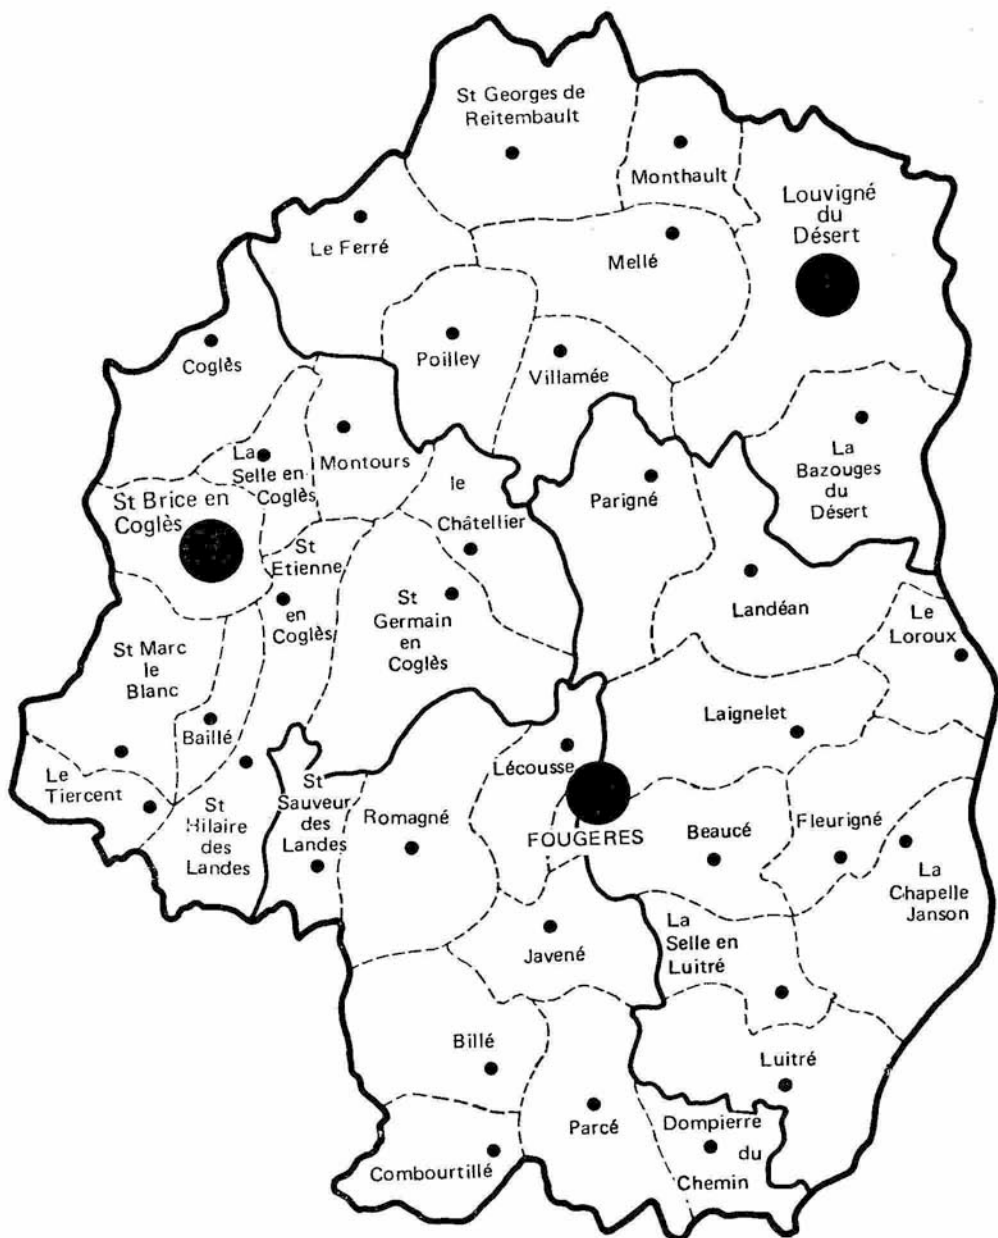 St Georges de
Reitembault
Monthault
Louvigné
du
Désert
Le Ferré
Mellé
Coglès
Poilley
Villamée
La
Selle en
Coglès
Montours
La
Bazouges
du
Désert
le
Châtellier
Parigné
St Brice en
Coglès
St
Etienne
en
Coglès
St
Germain
en
Coglès
Landéan
Le
Loroux
St Marc
le
Blanc
Laignelet
Baillé
Lécousse
Le
Tiercent
St
Hilaire
des
Landes
St
Sauveur
des
Landes
Romagné
FOUGERES
Beaucé
Fleurigné
La
Chapelle
Janson
La
Selle en
Luitré
Javené
Billé
Luitré
Parcé
Dompierre
du
Chemin
Combourtillé